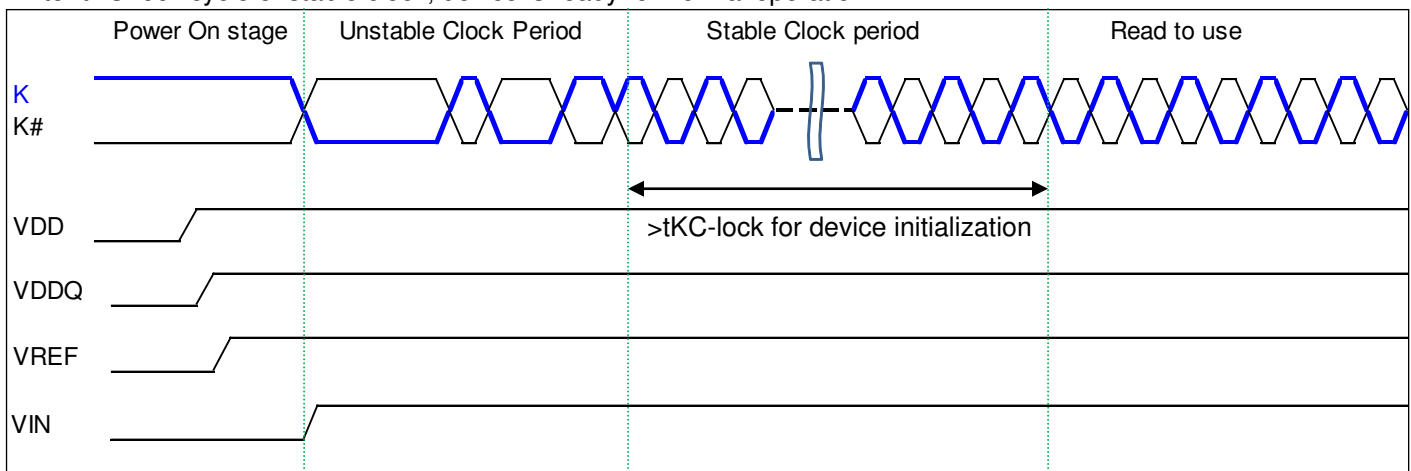 Power On stage
Unstable Clock Period
Stable Clock period
Read to use
K
K#
>tKC-lock for device initialization
VDD
VDDQ
VREF
VIN